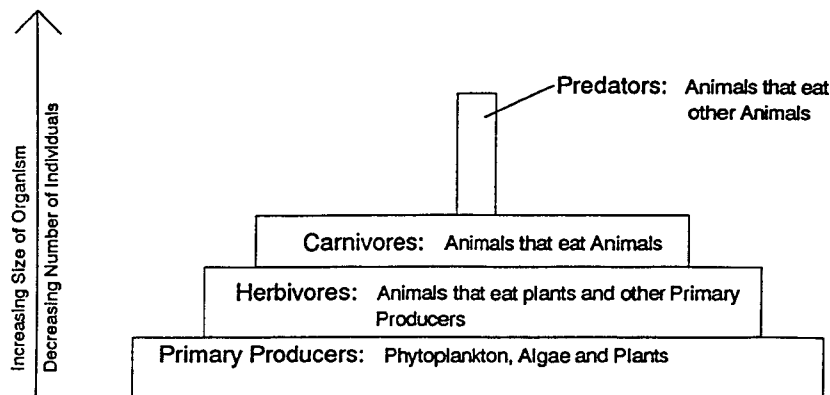 Predators: Animals that eat
other Animals
Carnivores: Animals that eat Animals
Herbivores: Animals that eat plants and other Primary
Producers
Primary Producers: Phytoplankton, Algae and Plants
Increasing Size of Organism
Decreasing Number of Individuals